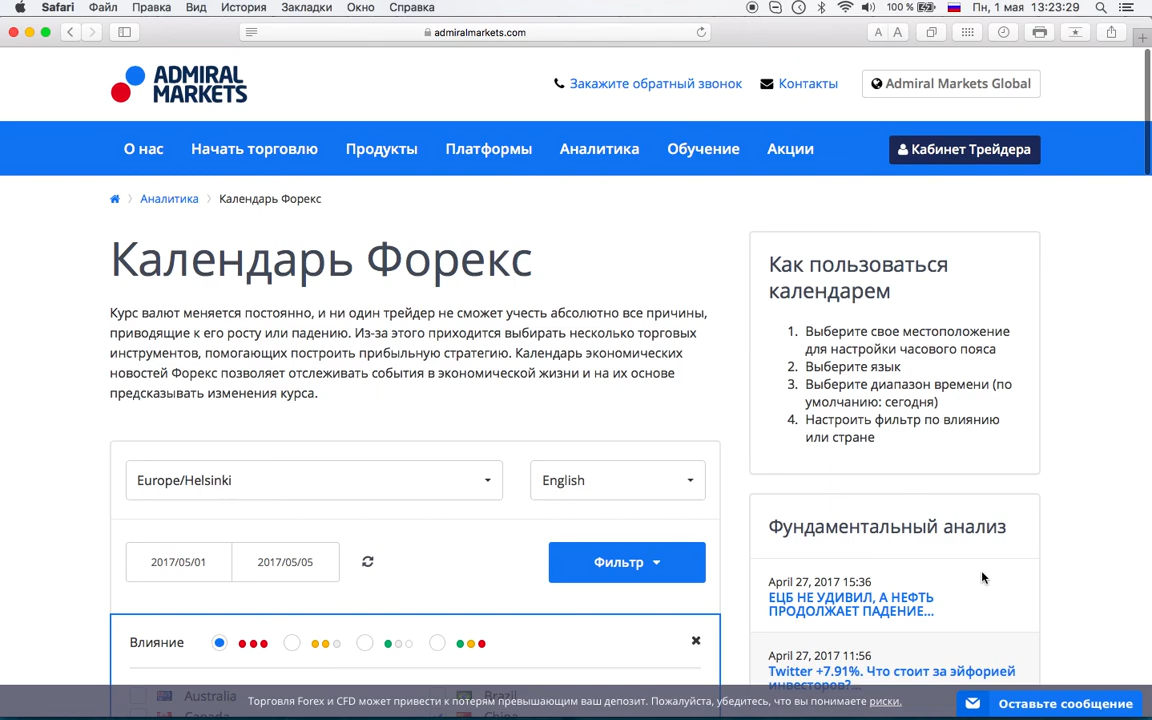 Safari Файл Правка Вид История Закладки Окно Справка 100 % Пн, 1 мая 13:23:29
admiralmarkets.com A A
ADMIRAL MARKETS
Закажите обратный звонок Контакты Admiral Markets Global
О нас Начать торговлю Продукты Платформы Аналитика Обучение Акции Кабинет Трейдера
Аналитика Календарь Форекс
Календарь Форекс
Курс валют меняется постоянно, и ни один трейдер не сможет учесть абсолютно все причины,
приводящие к его росту или падению. Из-за этого приходится выбирать несколько торговых
инструментов, помогающих построить прибыльную стратегию. Календарь экономических
новостей Форекс позволяет отслеживать события в экономической жизни и на их основе
предсказывать изменения курса.
Europe/Helsinki English
2017/05/01 2017/05/05 Фильтр
Влияние
Australia Brazil
Canada China
Как пользоваться
календарем
1. Выберите свое местоположение
для настройки часового пояса
2. Выберите язык
3. Выберите диапазон времени (по
умолчанию: сегодня)
4. Настроить фильтр по влиянию
или стране
Фундаментальный анализ
April 27, 2017 15:36
ЕЦБ НЕ УДИВИЛ, А НЕФТЬ
ПРОДОЛЖАЕТ ПАДЕНИЕ...
April 27, 2017 11:56
Twitter +7.91%. Что стоит за эйфорией
инвесторов?...
Торговля Forex и CFD может привести к потерям превышающим ваш депозит. Пожалуйста, убедитесь, что вы понимаете риски.
Оставьте сообщение